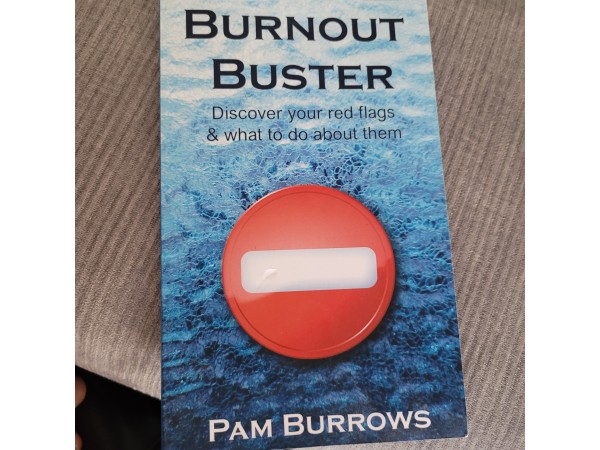 BURNOUT
BUSTER
Discover your red flags
& what to do about them
PAM BURROWS